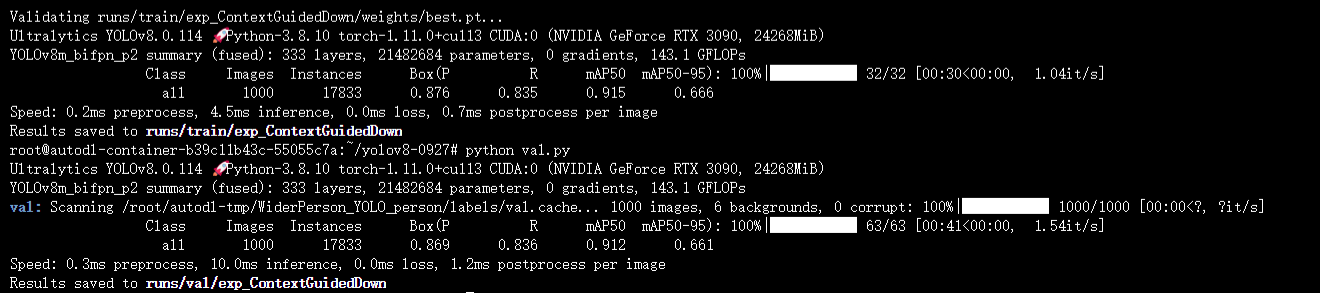 Validating runs/train/exp_ContextGuidedDown/weights/best.pt...
Ultralytics YOLOv8.0.114 🚀Python-3.8.10 torch-1.11.0+cu113 CUDA:0 (NVIDIA GeForce RTX 3090, 24268MiB)
YOLOv8m_bifpn_p2 summary (fused): 333 layers, 21482684 parameters, 0 gradients, 143.1 GFLOPs
Class Images Instances Box(P R mAP50 mAP50-95): 100%|██████████| 32/32 [00:30<00:00, 1.04it/s]
all 1000 17833 0.876 0.835 0.915 0.666
Speed: 0.2ms preprocess, 4.5ms inference, 0.0ms loss, 0.7ms postprocess per image
Results saved to runs/train/exp_ContextGuidedDown
root@autodl-container-b39c11b43c-55055c7a:~/yolov8-0927# python val.py
Ultralytics YOLOv8.0.114 🚀Python-3.8.10 torch-1.11.0+cu113 CUDA:0 (NVIDIA GeForce RTX 3090, 24268MiB)
YOLOv8m_bifpn_p2 summary (fused): 333 layers, 21482684 parameters, 0 gradients, 143.1 GFLOPs
val: Scanning /root/autodl-tmp/WiderPerson_YOLO_person/labels/val.cache... 1000 images, 6 backgrounds, 0 corrupt: 100%|██████████| 1000/1000 [00:00<?, ?it/s]
Class Images Instances Box(P R mAP50 mAP50-95): 100%|██████████| 63/63 [00:41<00:00, 1.54it/s]
all 1000 17833 0.869 0.836 0.912 0.661
Speed: 0.3ms preprocess, 10.0ms inference, 0.0ms loss, 1.2ms postprocess per image
Results saved to runs/val/exp_ContextGuidedDown